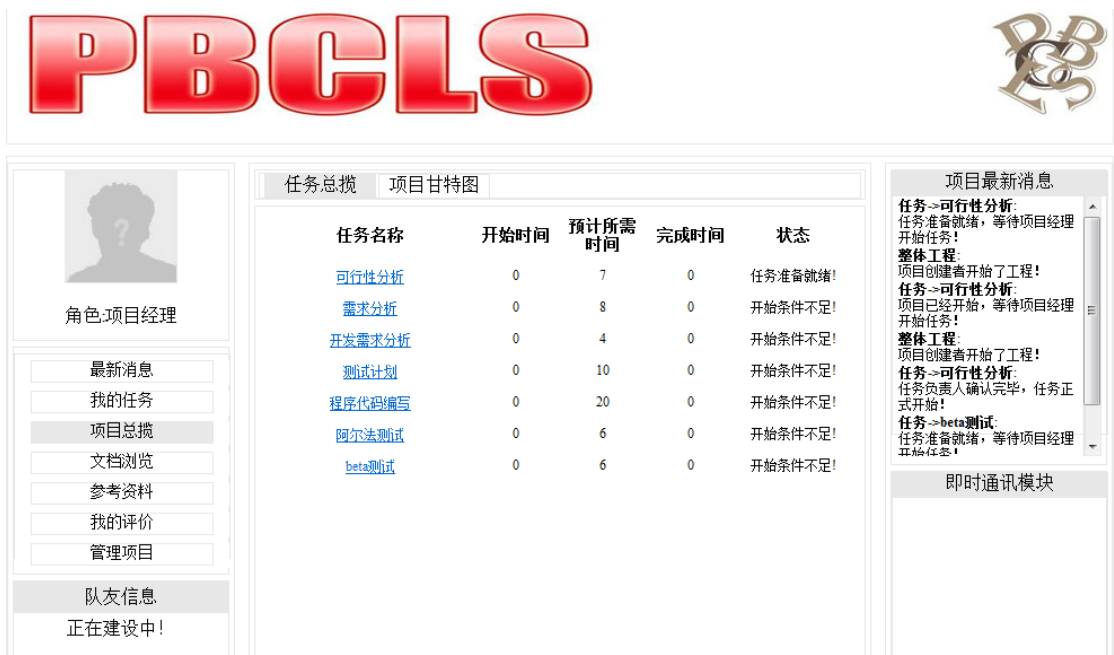 PBCLS
PBCLS
角色:项目经理
最新消息
我的任务
项目总揽
文档浏览
参考资料
我的评价
管理项目
队友信息
正在建设中!
任务总揽 项目甘特图
任务名称 开始时间 预计所需时间 完成时间 状态
可行性分析 0 7 0 任务准备就绪!
需求分析 0 8 0 开始条件不足!
开发需求分析 0 4 0 开始条件不足!
测试计划 0 10 0 开始条件不足!
程序代码编写 0 20 0 开始条件不足!
阿尔法测试 0 6 0 开始条件不足!
beta测试 0 6 0 开始条件不足!
项目最新消息
任务->可行性分析:
任务准备就绪，等待项目经理
开始任务!
整体工程:
项目创建者开始了工程!
任务->可行性分析:
项目已经开始，等待项目经理
开始任务!
整体工程:
项目创建者开始了工程!
任务->可行性分析:
任务负责人确认完毕，任务正
式开始!
任务->beta测试:
任务准备就绪，等待项目经理
开始任务!
即时通讯模块